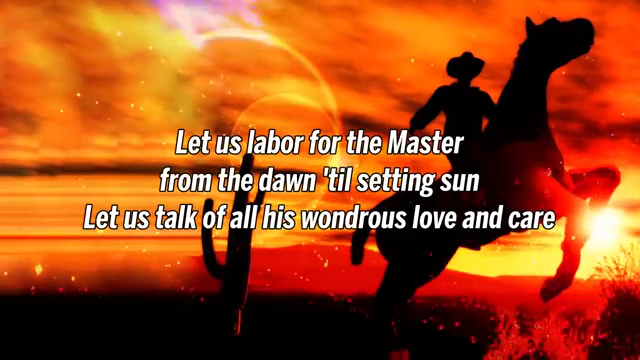 Let us labor for the Master
from the dawn 'til setting sun
Let us talk of all his wondrous love and care